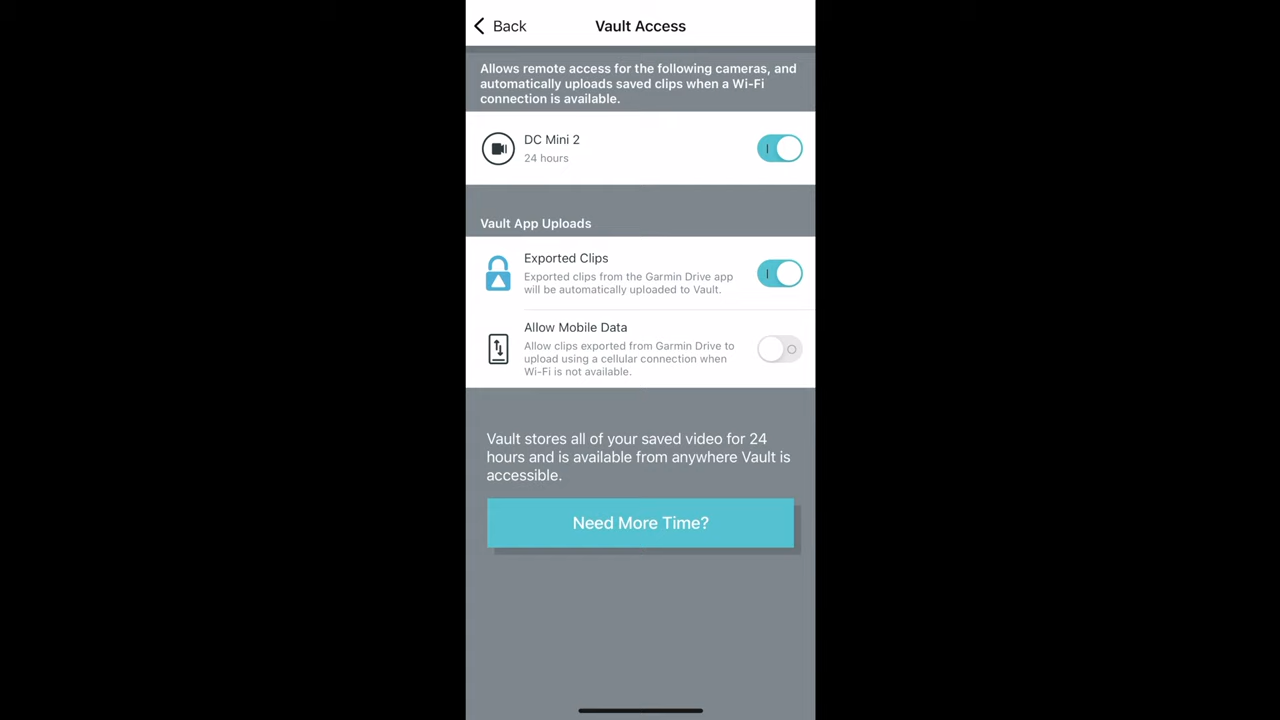 Back
Vault Access
Allows remote access for the following cameras, and
automatically uploads saved clips when a Wi-Fi
connection is available.
DC Mini 2
24 hours
Vault App Uploads
Exported Clips
Exported clips from the Garmin Drive app
will be automatically uploaded to Vault.
Allow Mobile Data
Allow clips exported from Garmin Drive to
upload using a cellular connection when
Wi-Fi is not available.
Vault stores all of your saved video for 24
hours and is available from anywhere Vault is
accessible.
Need More Time?